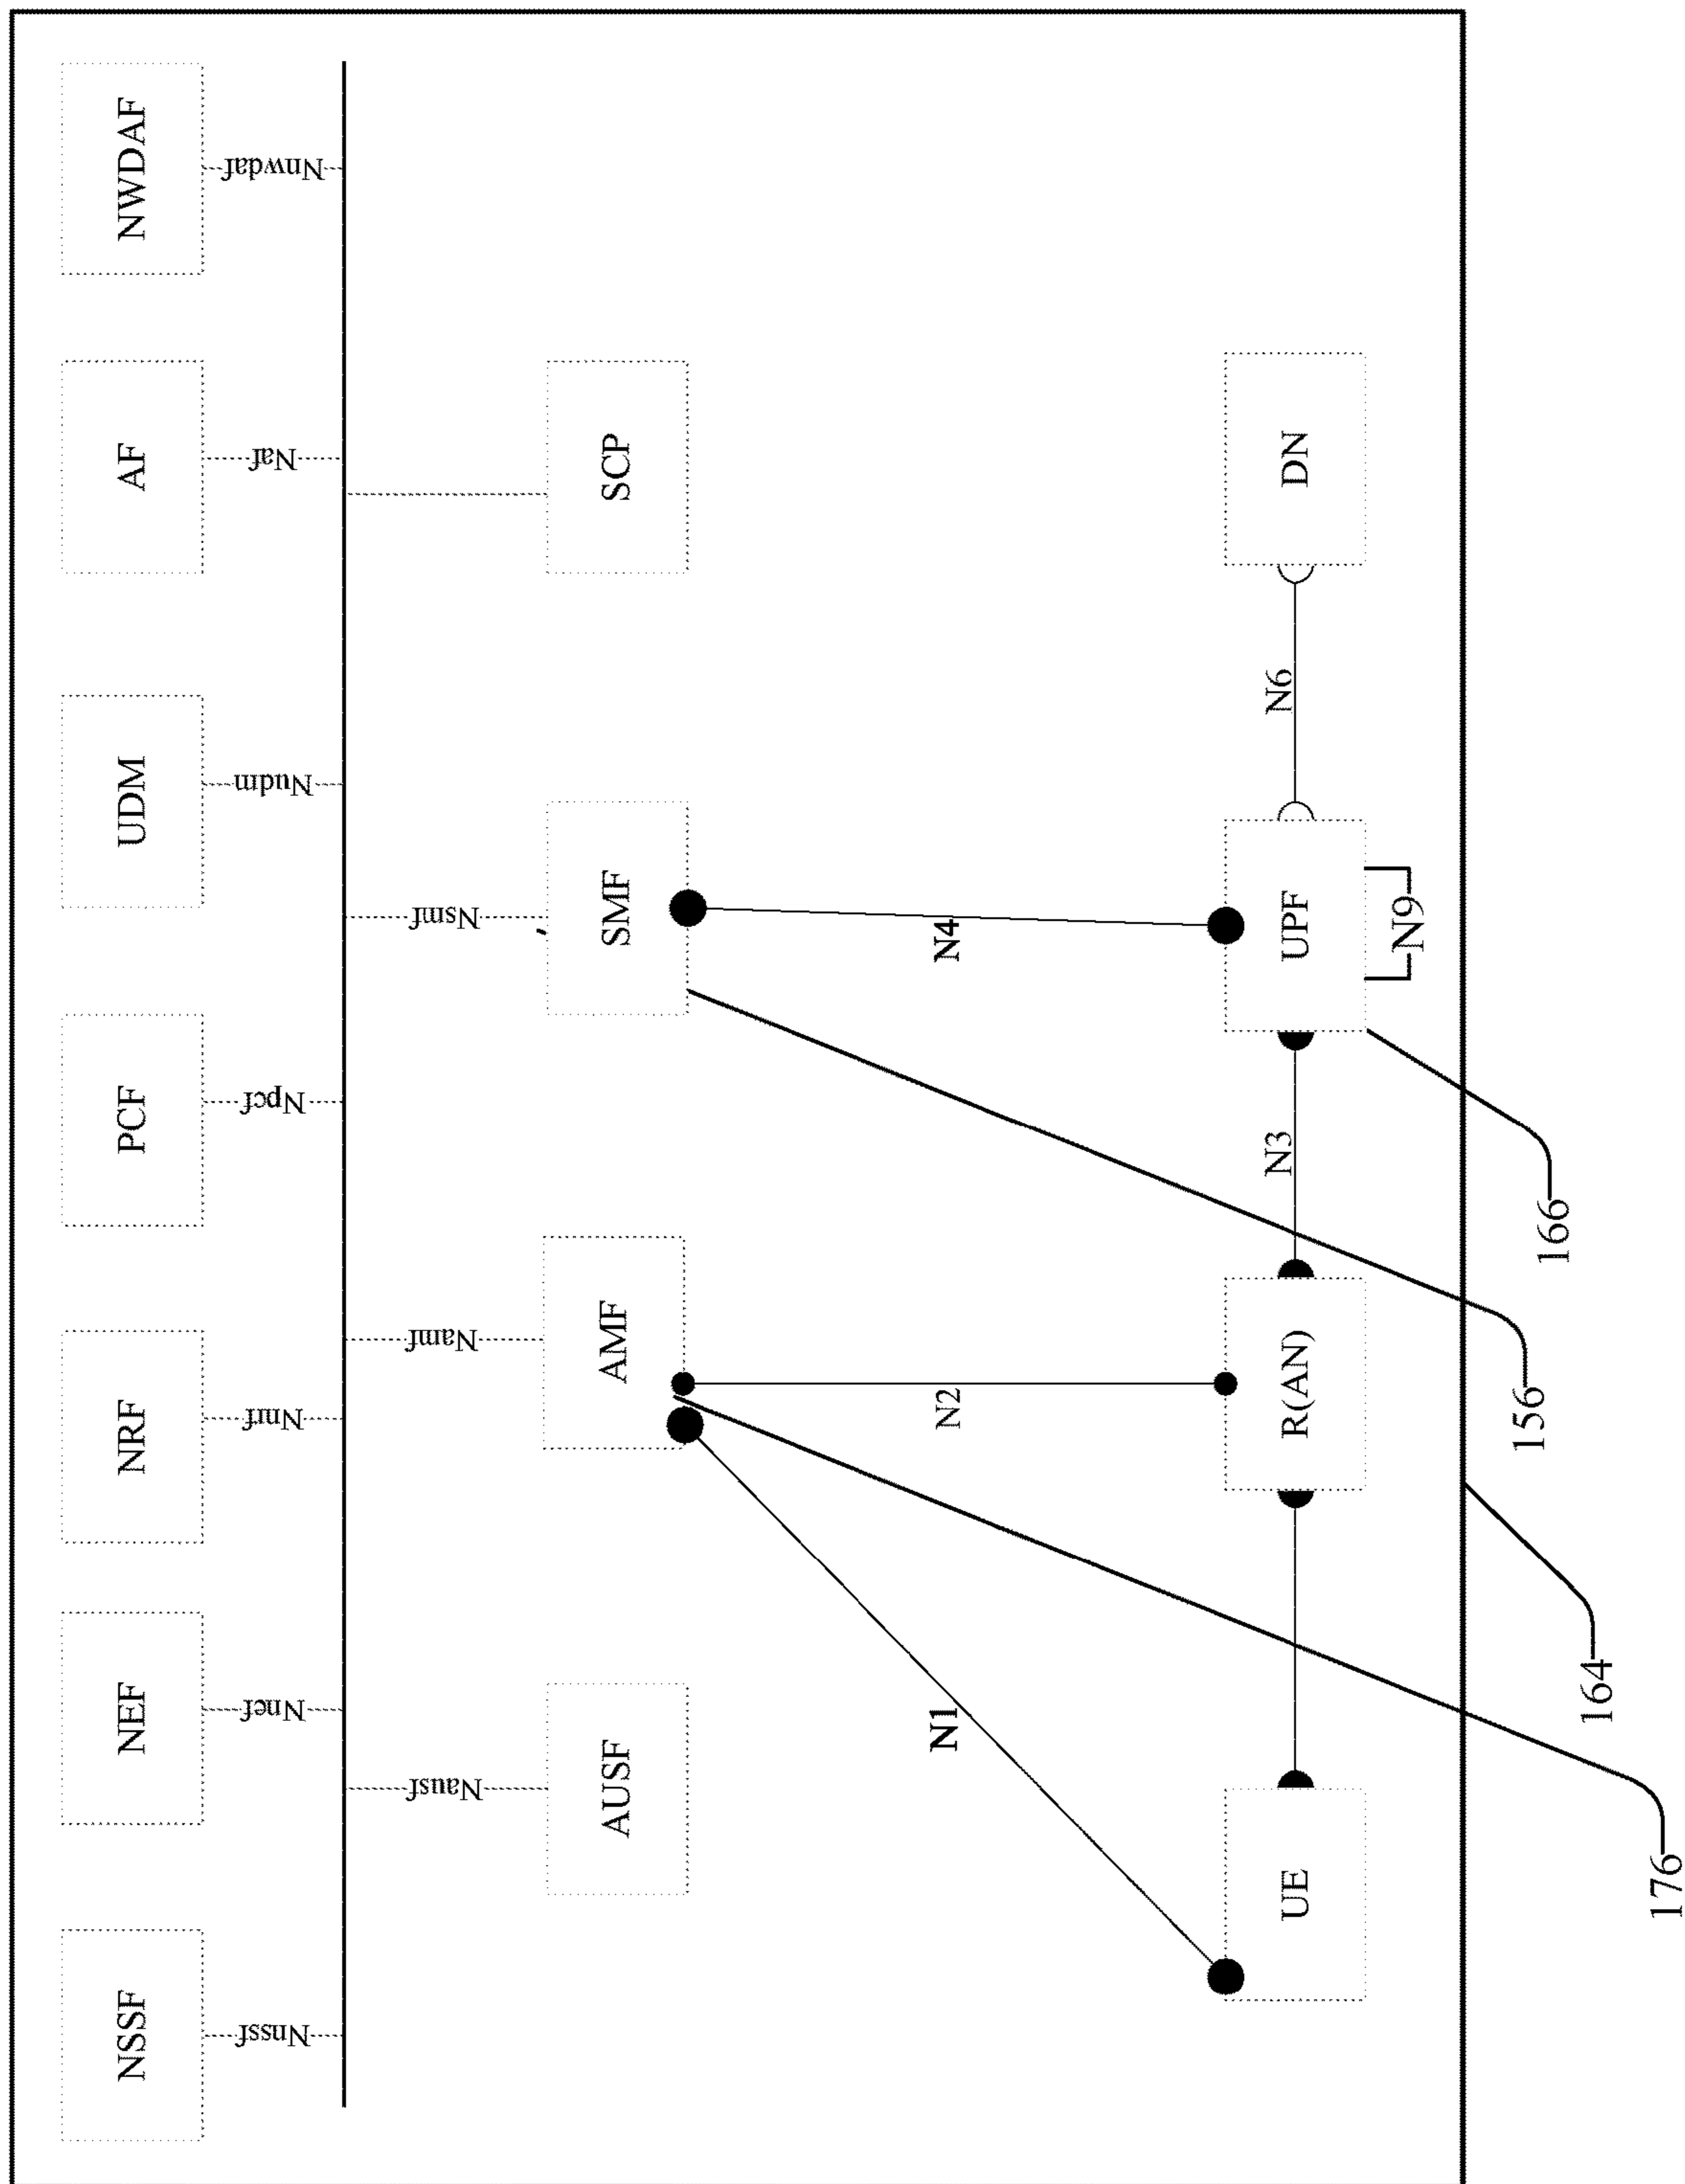 NSSF
NEF
NRF
PCF
UDM
AF
NWDAF
Nnssf
Nnef
Nnrf
Npcf
Nudm
Naf
Nnwdaf
Nausf
Namf
Nsmf
AUSF
AMF
SMF
SCP
N1
N2
N4
UE
R(AN)
N3
UPF
N6
DN
N9
176
164
156
166